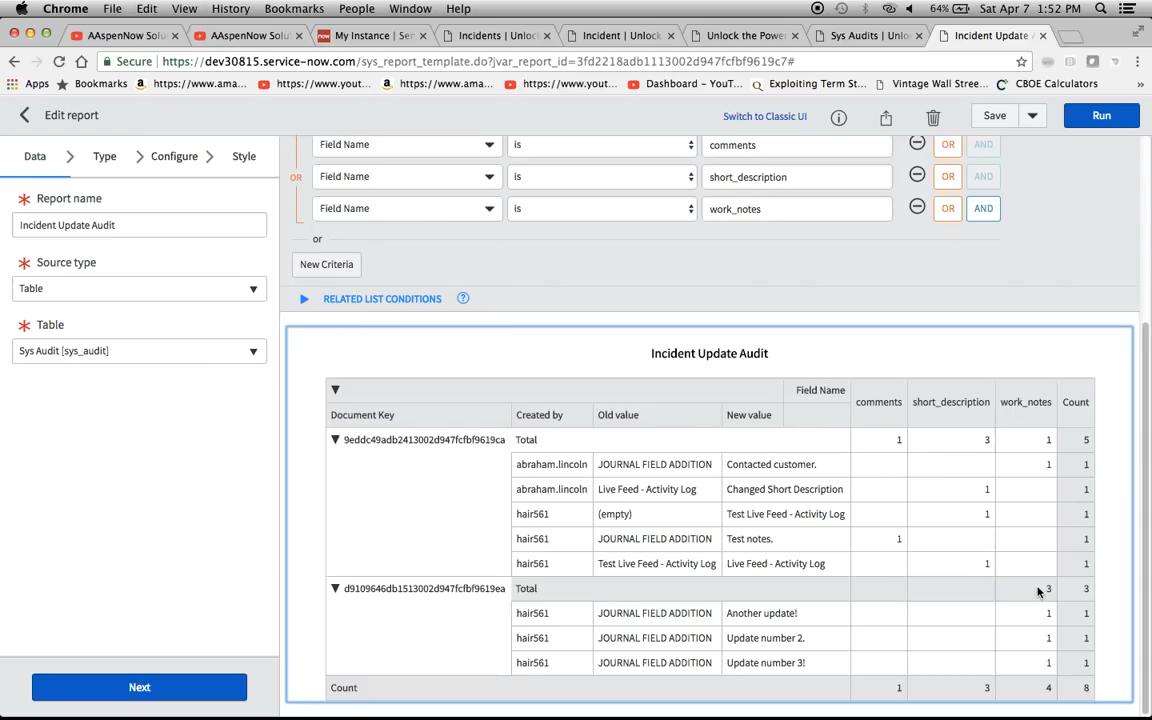 Chrome File Edit View History Bookmarks People Window Help 64% Sat Apr 7 1:52 PM
AAspenNow Solu AAspenNow Solu My Instance | Sen Incidents | Unloc Incident | Unlock Unlock the Power Sys Audits | Unlo Incident Update A
Secure https://dev30815.service-now.com/sys_report_template.do?jvar_report_id=3fd2218adb1113002d947fcfbf9619c7#
Apps Bookmarks https://www.ama... https://www.yout... https://www.ama... https://www.yout... Dashboard - YouT... Exploiting Term St... Vintage Wall Street... CBOE Calculators »
Edit report Switch to Classic UI Save Run
Data Type Configure Style
Field Name is comments OR AND
OR Field Name is short_description OR AND
Field Name is work_notes OR AND
or
New Criteria
RELATED LIST CONDITIONS ?
Report name
Incident Update Audit
Source type
Table
Table
Sys Audit [sys_audit]
Next
Incident Update Audit
Field Name comments short_description work_notes Count
Document Key Created by Old value New value
9eddc49adb2413002d947fcfbf9619ca Total 1 3 1 5
abraham.lincoln JOURNAL FIELD ADDITION Contacted customer. 1 1
abraham.lincoln Live Feed - Activity Log Changed Short Description 1 1
hair561 (empty) Test Live Feed - Activity Log 1 1
hair561 JOURNAL FIELD ADDITION Test notes. 1 1
hair561 Test Live Feed - Activity Log Live Feed - Activity Log 1 1
d9109646db1513002d947fcfbf9619ea Total 3 3
hair561 JOURNAL FIELD ADDITION Another update! 1 1
hair561 JOURNAL FIELD ADDITION Update number 2. 1 1
hair561 JOURNAL FIELD ADDITION Update number 3! 1 1
Count 1 3 4 8